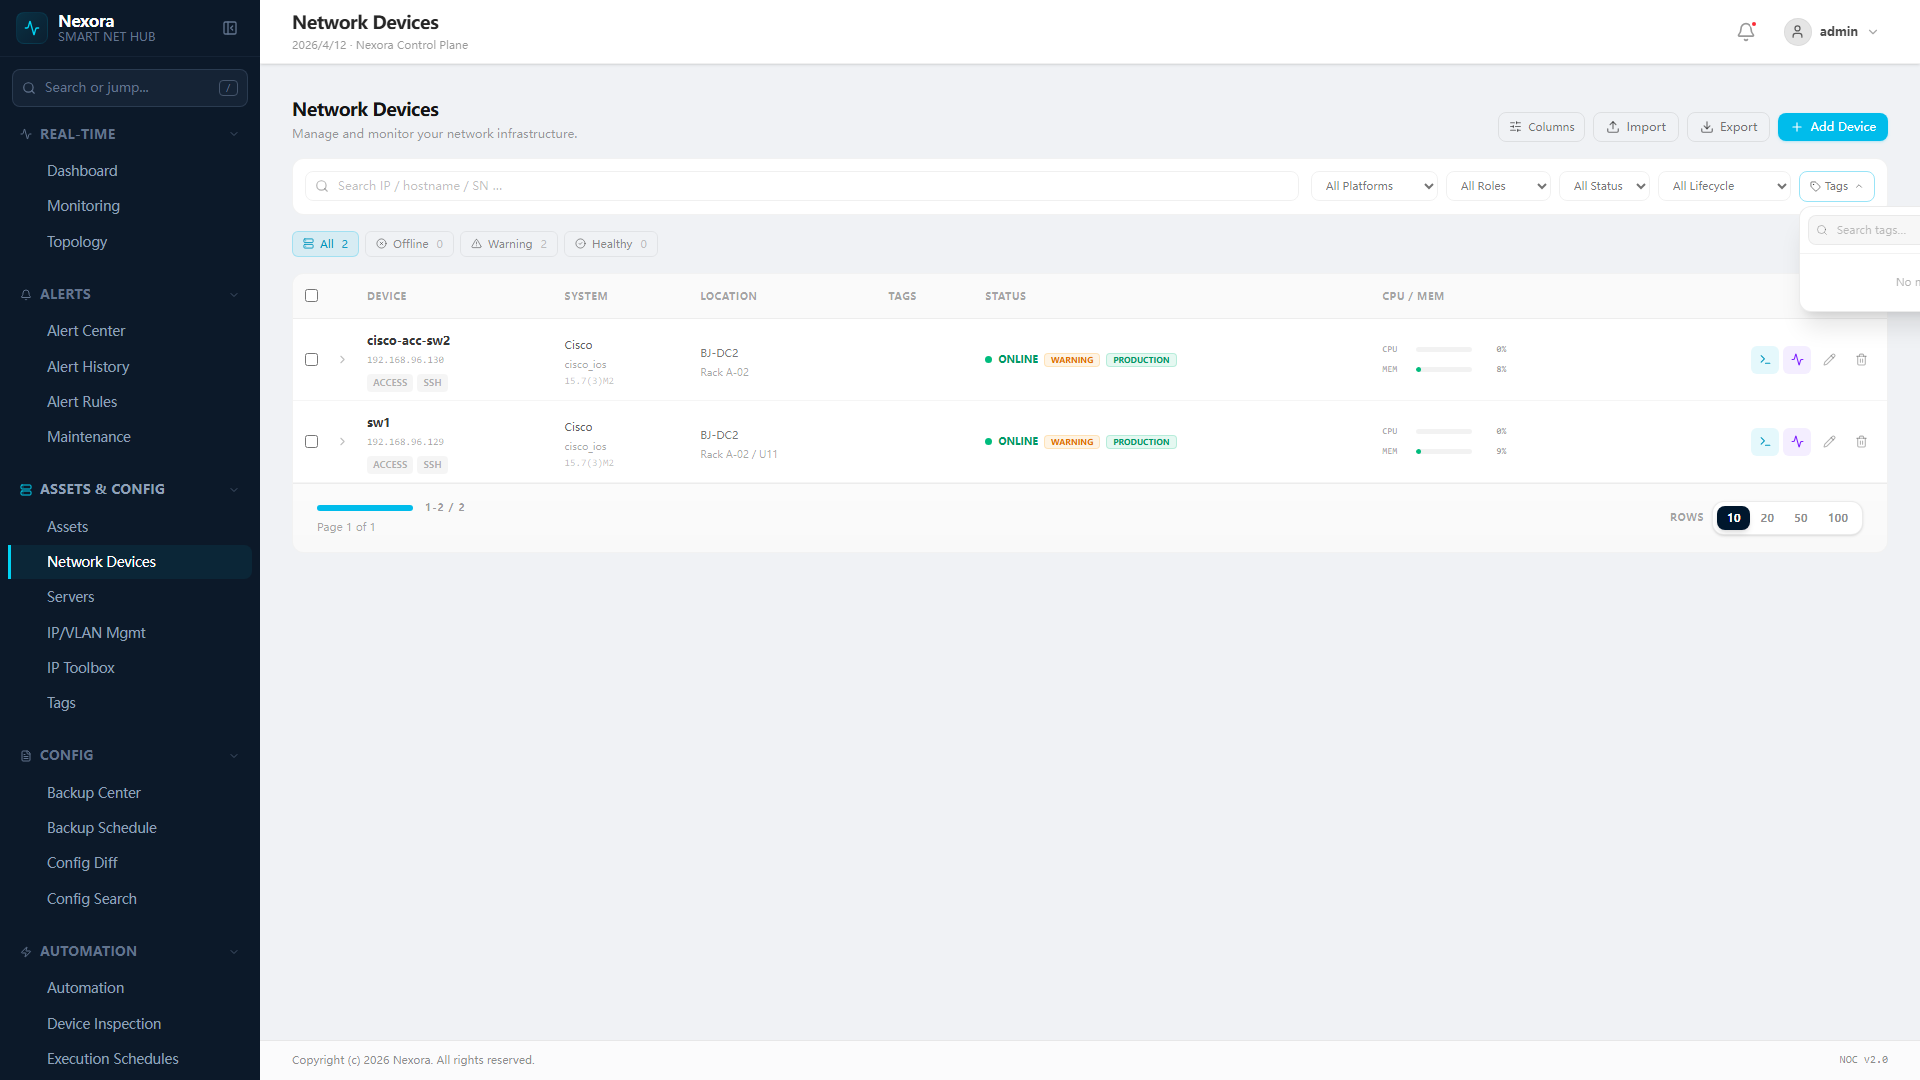 Nexora
SMART NET HUB
Search or jump... /
REAL-TIME
Dashboard
Monitoring
Topology
ALERTS
Alert Center
Alert History
Alert Rules
Maintenance
ASSETS & CONFIG
Assets
Network Devices
Servers
IP/VLAN Mgmt
IP Toolbox
Tags
CONFIG
Backup Center
Backup Schedule
Config Diff
Config Search
AUTOMATION
Automation
Device Inspection
Execution Schedules
Network Devices
2026/4/12 · Nexora Control Plane
admin
Network Devices
Manage and monitor your network infrastructure.
Columns Import Export + Add Device
Search IP / hostname / SN ... All Platforms All Roles All Status All Lifecycle Tags
Search tags...
No
All 2 Offline 0 Warning 2 Healthy 0
DEVICE SYSTEM LOCATION TAGS STATUS CPU / MEM
cisco-acc-sw2
192.168.96.130
ACCESS SSH
Cisco
cisco_ios
15.7(3)M2
BJ-DC2
Rack A-02
ONLINE WARNING PRODUCTION
CPU 0%
MEM 8%
sw1
192.168.96.129
ACCESS SSH
Cisco
cisco_ios
15.7(3)M2
BJ-DC2
Rack A-02 / U11
ONLINE WARNING PRODUCTION
CPU 0%
MEM 9%
1-2 / 2
Page 1 of 1
ROWS 10 20 50 100
Copyright (c) 2026 Nexora. All rights reserved.
NOC v2.0